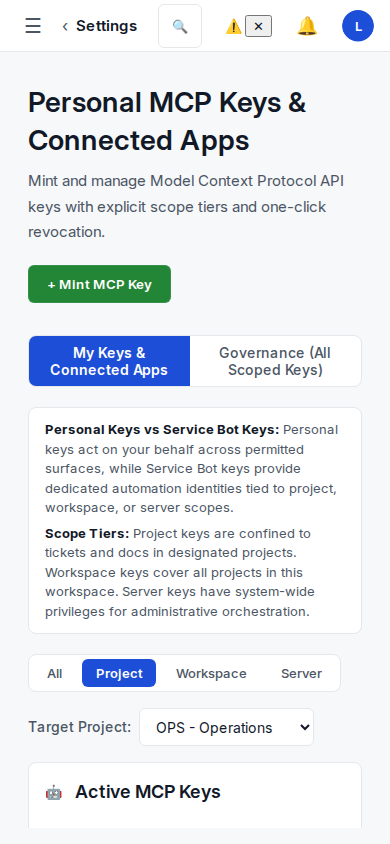 Settings
L
Personal MCP Keys &
Connected Apps
Mint and manage Model Context Protocol API
keys with explicit scope tiers and one-click
revocation.
+ Mint MCP Key
My Keys &
Connected Apps
Governance (All
Scoped Keys)
Personal Keys vs Service Bot Keys: Personal
keys act on your behalf across permitted
surfaces, while Service Bot keys provide
dedicated automation identities tied to project,
workspace, or server scopes.
Scope Tiers: Project keys are confined to
tickets and docs in designated projects.
Workspace keys cover all projects in this
workspace. Server keys have system-wide
privileges for administrative orchestration.
All Project Workspace Server
Target Project: OPS - Operations
Active MCP Keys